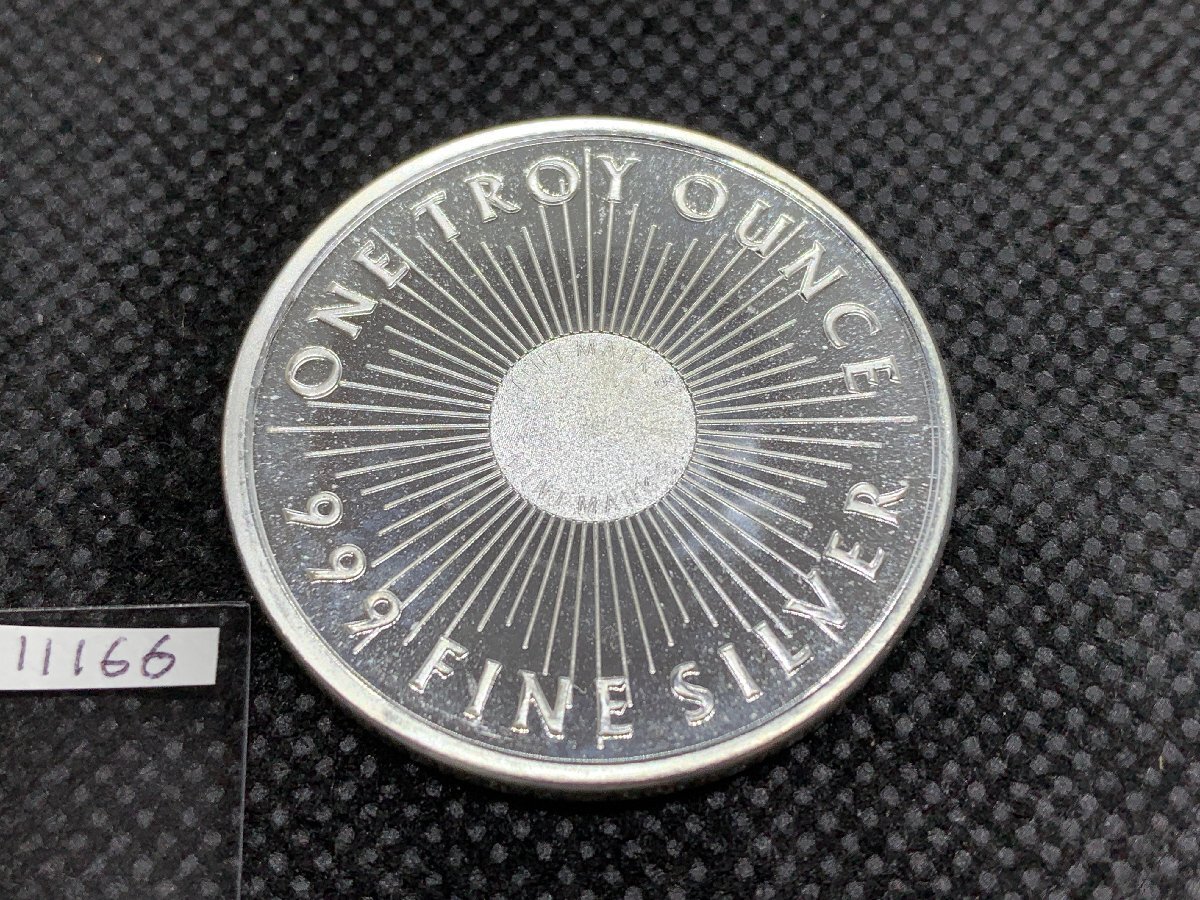 ONE TROY OUNCE
999 FINE SILVER
11166